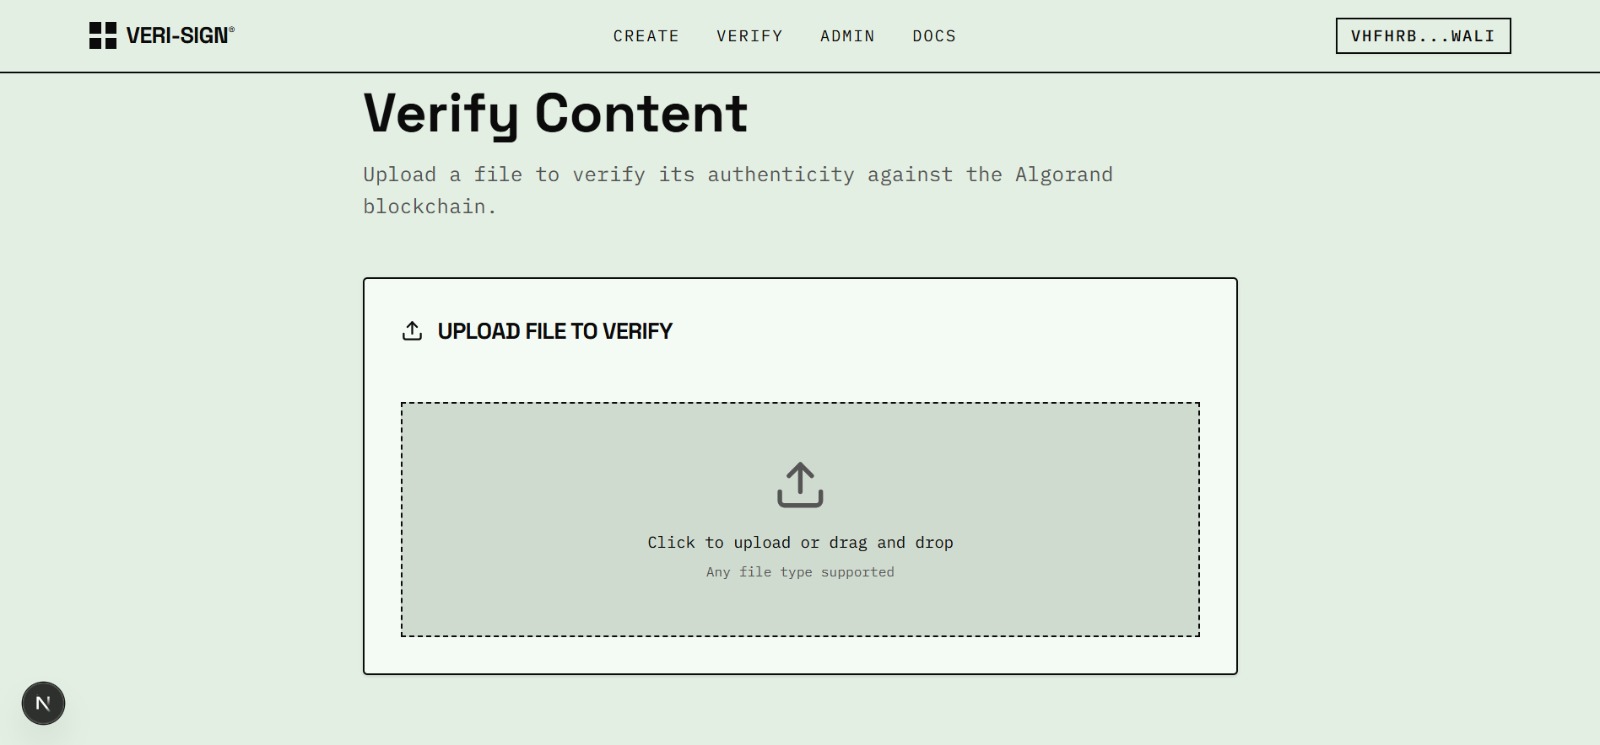 VERI-SIGN®
CREATE VERIFY ADMIN DOCS
VHFHRB...WALI
Verify Content
Upload a file to verify its authenticity against the Algorand
blockchain.
UPLOAD FILE TO VERIFY
Click to upload or drag and drop
Any file type supported
N